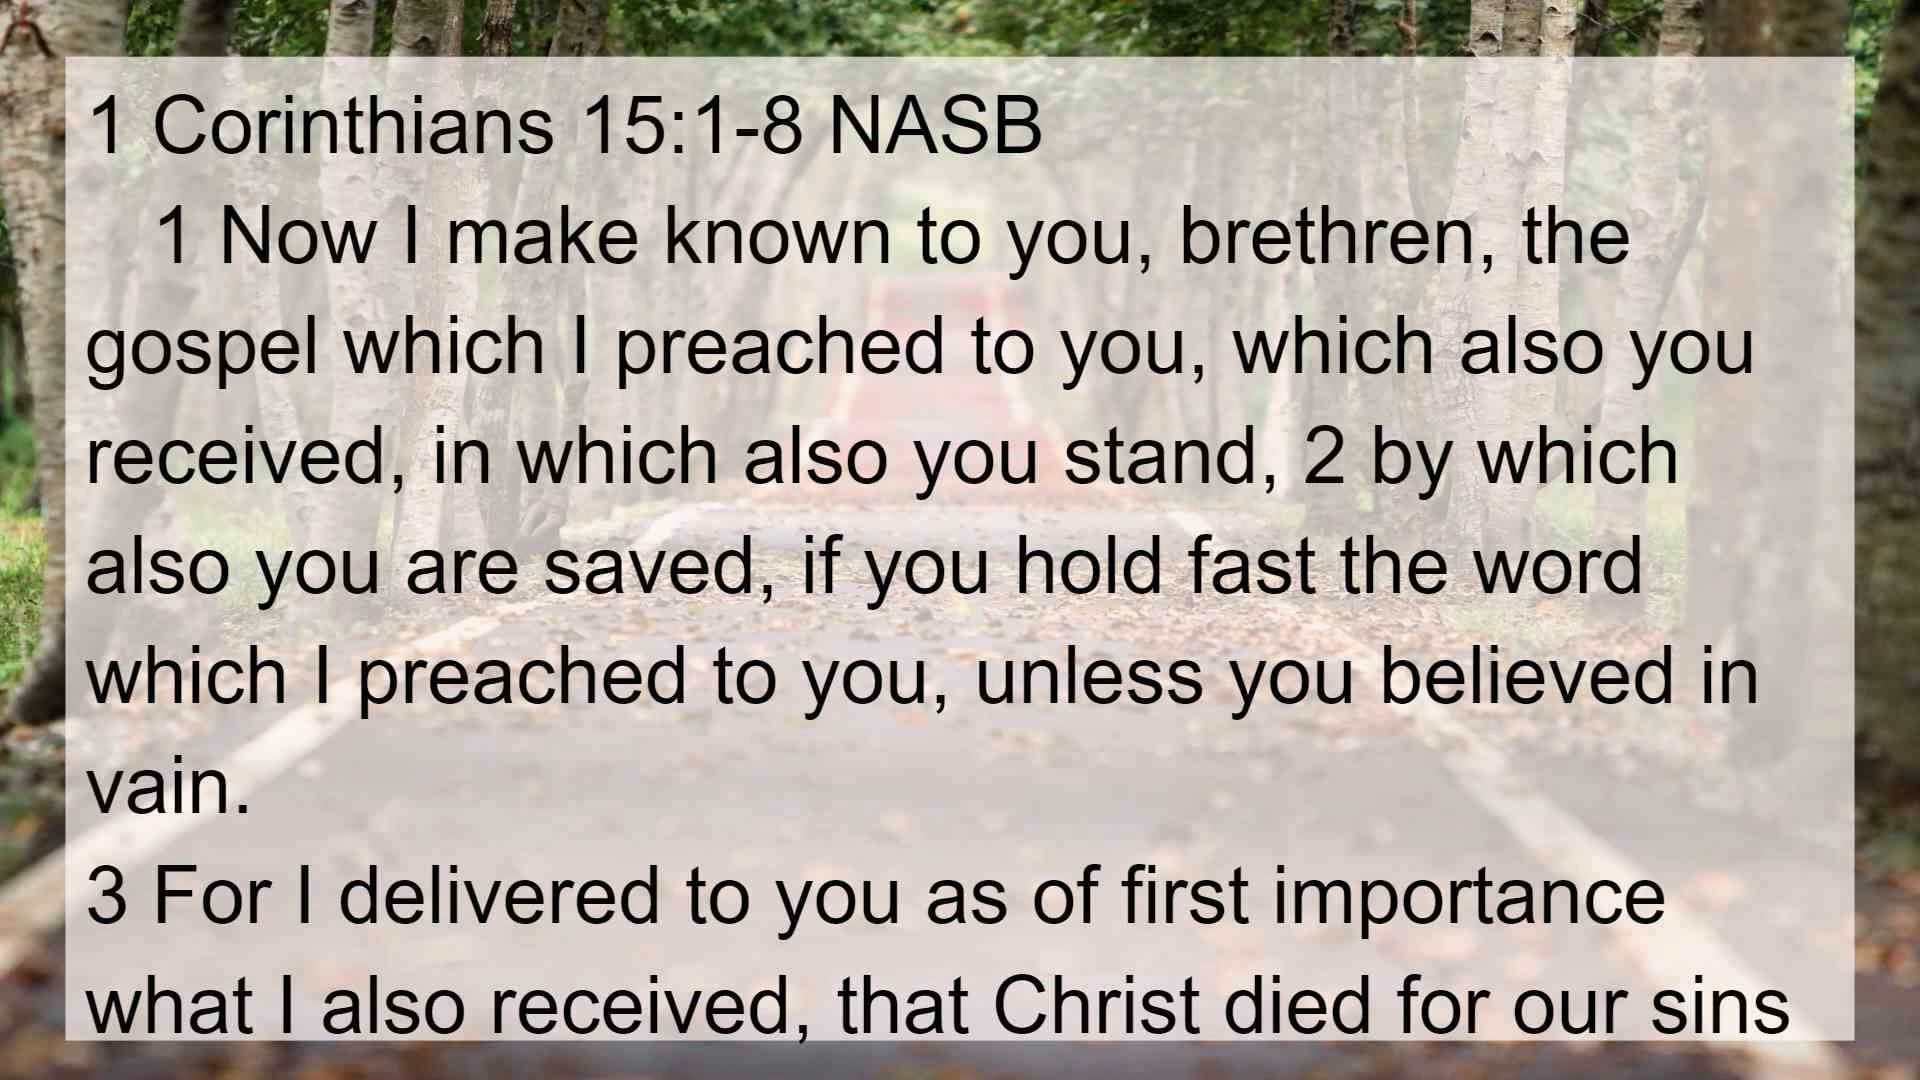 1 Corinthians 15:1-8 NASB
1 Now I make known to you, brethren, the
gospel which I preached to you, which also you
received, in which also you stand, 2 by which
also you are saved, if you hold fast the word
which I preached to you, unless you believed in
vain.
3 For I delivered to you as of first importance
what I also received, that Christ died for our sins